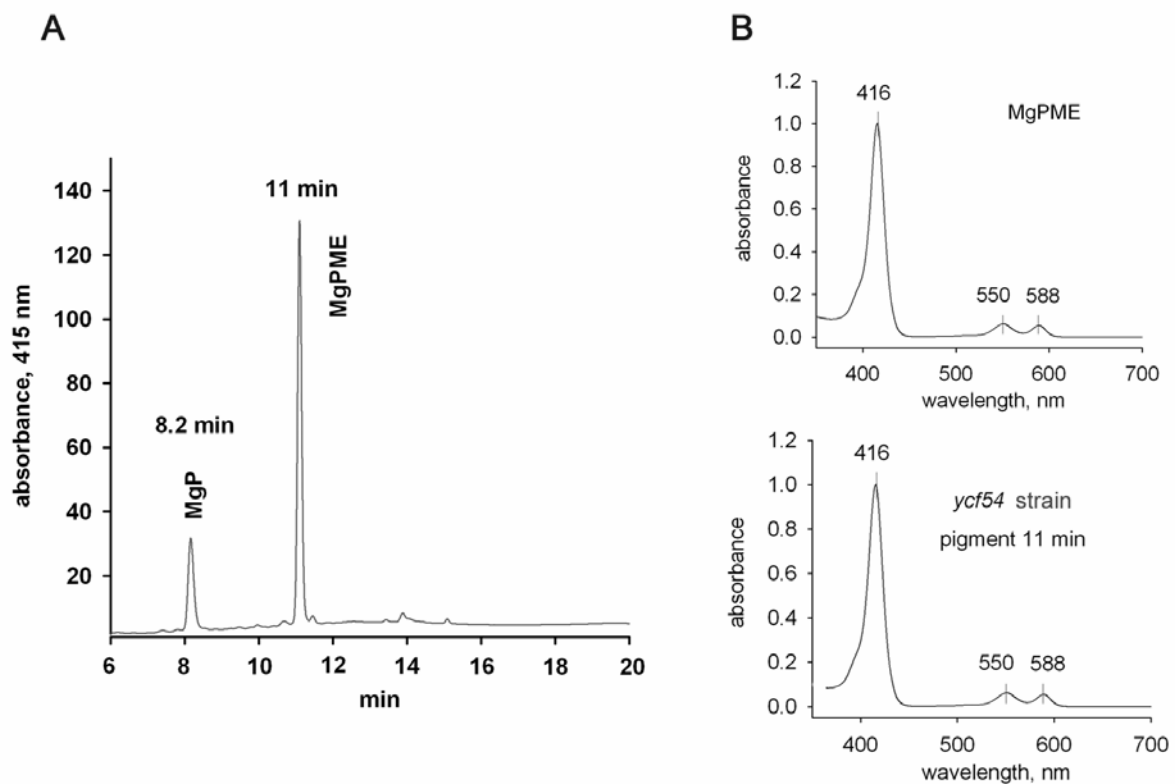 A
B
11 min
MgPME
8.2 min
MgP
absorbance, 415 nm
140
120
100
80
60
40
20
6 8 10 12 14 16 18 20
min
416
MgPME
550 588
absorbance
1.2
1.0
0.8
0.6
0.4
0.2
0.0
400 500 600 700
wavelength, nm
416
ycf54 strain
pigment 11 min
550 588
absorbance
1.2
1.0
0.8
0.6
0.4
0.2
0.0
400 500 600 700
wavelength, nm